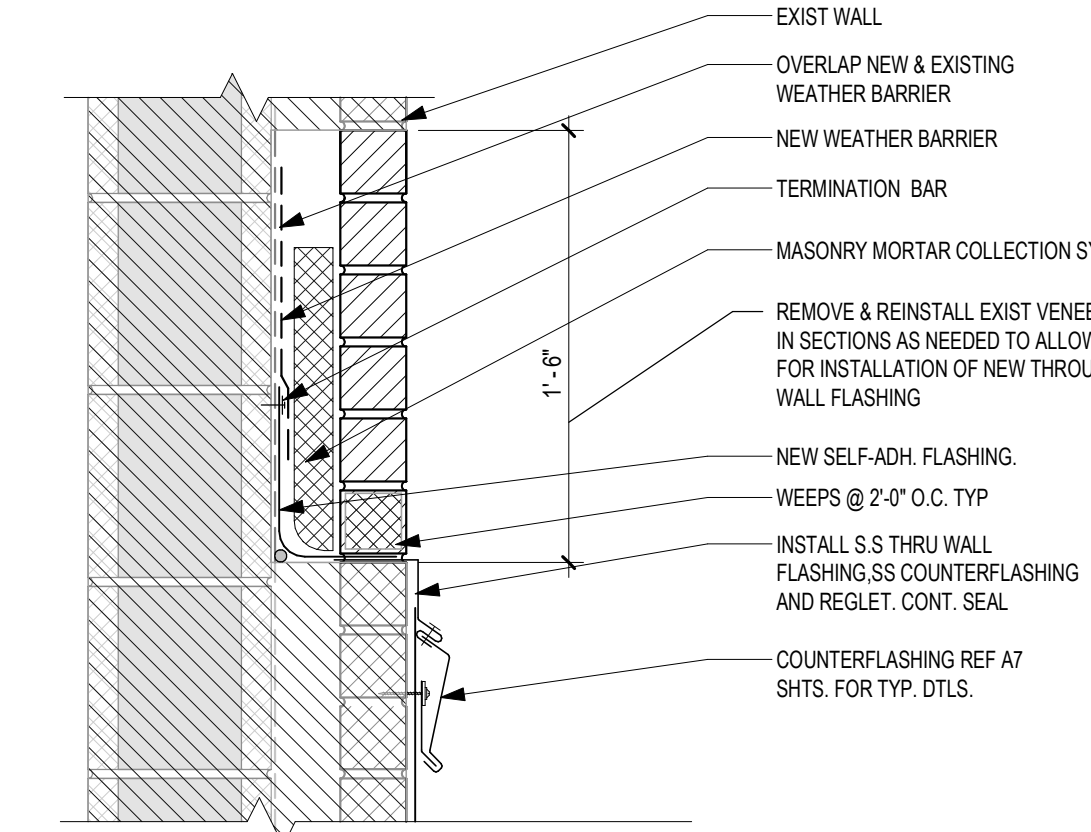 EXIST WALL
OVERLAP NEW & EXISTING
WEATHER BARRIER
NEW WEATHER BARRIER
TERMINATION BAR
MASONRY MORTAR COLLECTION
REMOVE & REINSTALL EXIST
IN SECTIONS AS NEEDED TO
FOR INSTALLATION OF NEW
WALL FLASHING
1' - 6"
NEW SELF-ADH. FLASHING.
WEEPS @ 2'-0" O.C. TYP
INSTALL S.S THRU WALL
FLASHING,SS COUNTERFLASHING
AND REGLET. CONT. SEAL
COUNTERFLASHING REF A7
SHTS. FOR TYP. DTLS.